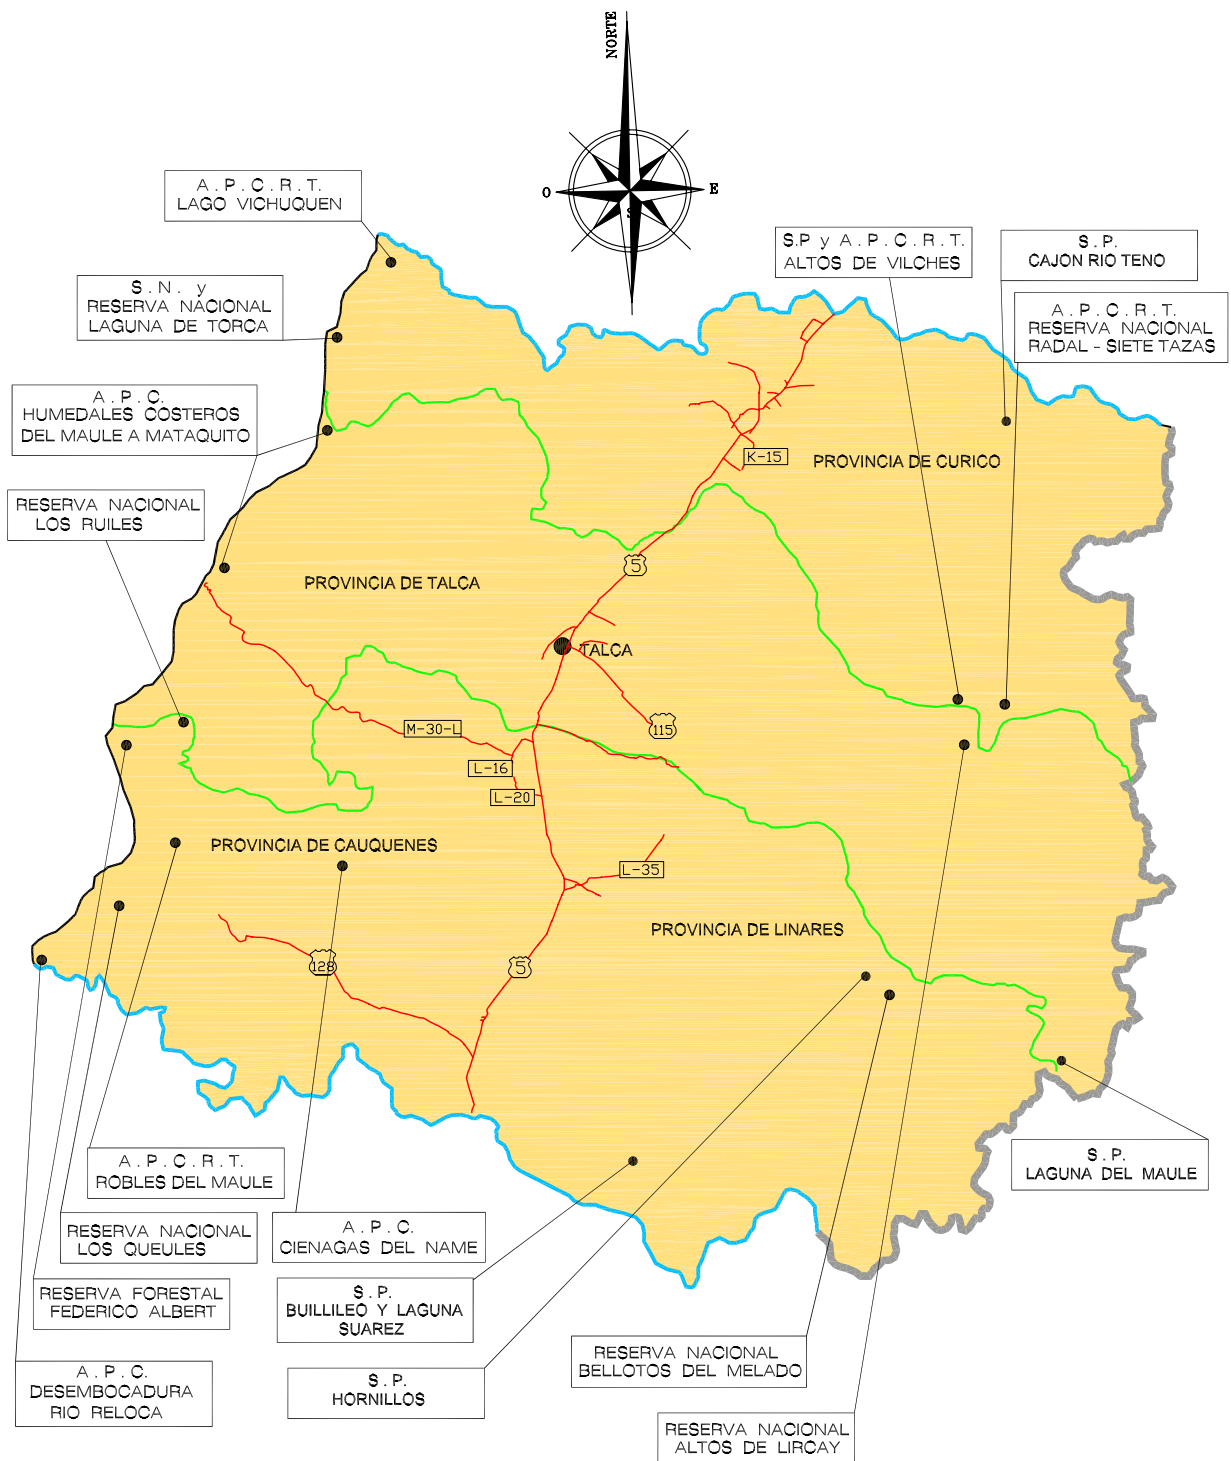 NORTE
O
E
S
A.P.C.R.T.
LAGO VICHUQUEN
S.N. y
RESERVA NACIONAL
LAGUNA DE TORCA
A.P.C.
HUMEDALES COSTEROS
DEL MAULE A MATAQUITO
RESERVA NACIONAL
LOS RUILES
S.P y A.P.C.R.T.
ALTOS DE VILCHES
S.P.
CAJON RIO TENO
A.P.C.R.T.
RESERVA NACIONAL
RADAL - SIETE TAZAS
K-15
PROVINCIA DE CURICO
5
PROVINCIA DE TALCA
TALCA
115
M-30-L
L-16
L-20
PROVINCIA DE CAUQUENES
L-35
PROVINCIA DE LINARES
128
5
A.P.C.R.T.
ROBLES DEL MAULE
RESERVA NACIONAL
LOS QUEULES
RESERVA FORESTAL
FEDERICO ALBERT
A.P.C.
DESEMBOCADURA
RIO RELOCA
A.P.C.
CIENAGAS DEL NAME
S.P.
BUILLILEO Y LAGUNA
SUAREZ
S.P.
HORNILLOS
RESERVA NACIONAL
BELLOTOS DEL MELADO
RESERVA NACIONAL
ALTOS DE LIRCAY
S.P.
LAGUNA DEL MAULE